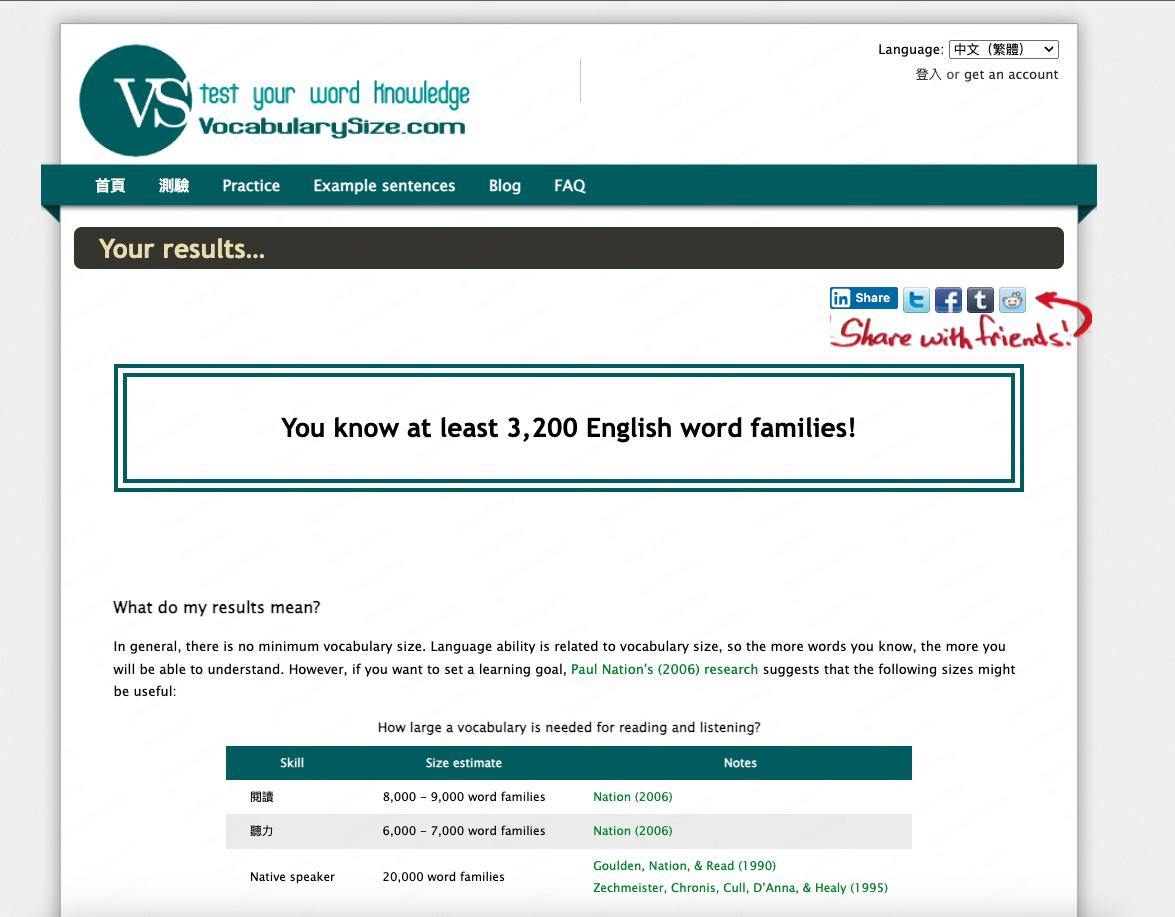 Language: 中文（繁體）
登入 or get an account
VS test your word knowledge
VocabularySize.com
首頁 測驗 Practice Example sentences Blog FAQ
Your results...
in Share
Share with friends!
You know at least 3,200 English word families!
What do my results mean?
In general, there is no minimum vocabulary size. Language ability is related to vocabulary size, so the more words you know, the more you
will be able to understand. However, if you want to set a learning goal, Paul Nation's (2006) research suggests that the following sizes might
be useful:
How large a vocabulary is needed for reading and listening?
Skill Size estimate Notes
閱讀 8,000 – 9,000 word families Nation (2006)
聽力 6,000 – 7,000 word families Nation (2006)
Native speaker 20,000 word families Goulden, Nation, & Read (1990)
Zechmeister, Chronis, Cull, D'Anna, & Healy (1995)